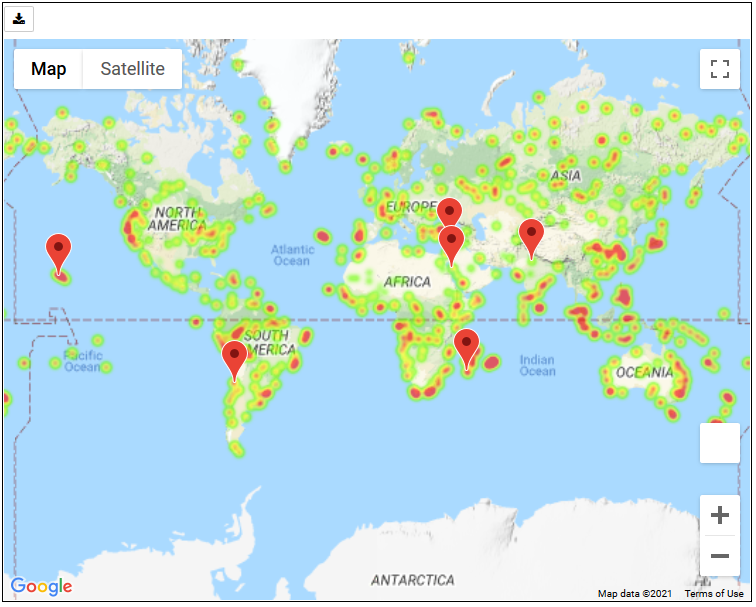 Map
Satellite
ASIA
EUROPE
NORTH
AMERICA
Atlantic
Ocean
AFRICA
SOUTH
AMERICA
Pacific
Ocean
Indian
Ocean
OCEANIA
ANTARCTICA
Google
Map data ©2021
Terms of Use